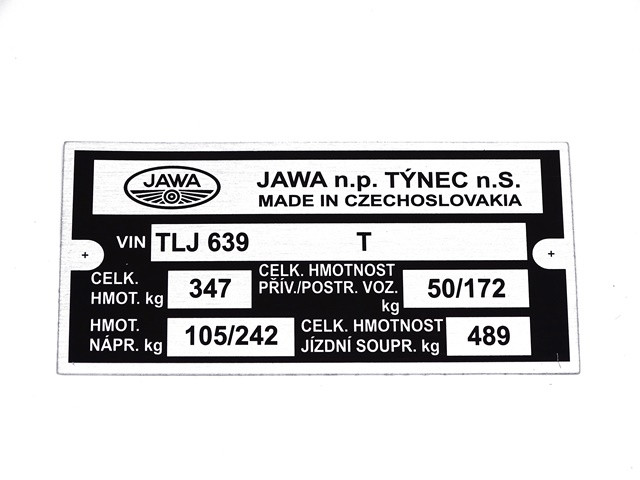 JAWA
JAWA n.p. TÝNEC n.S.
MADE IN CZECHOSLOVAKIA
VIN TLJ 639 T
CELK. HMOT. kg 347
CELK. HMOTNOST PŘÍV./POSTR. VOZ. kg 50/172
HMOT. NÁPR. kg 105/242
CELK. HMOTNOST JÍZDNÍ SOUPR. kg 489